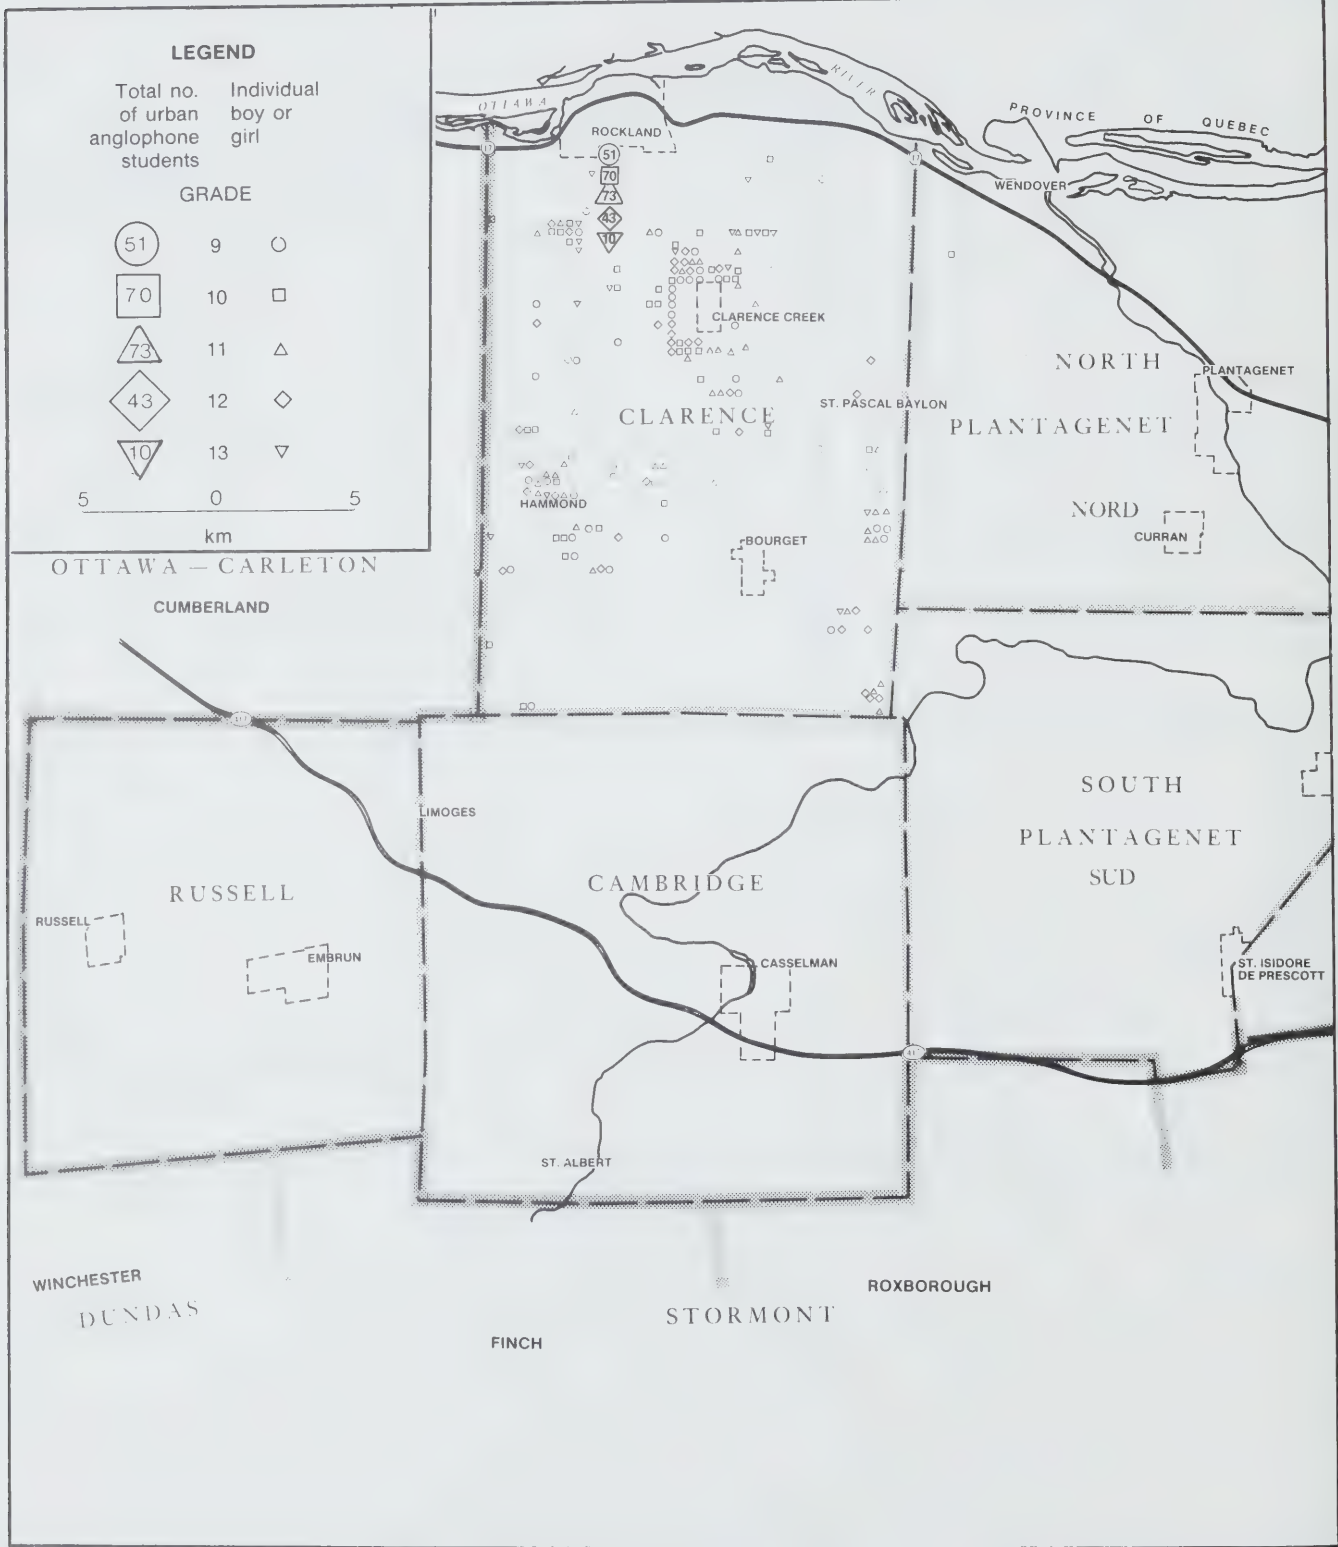 LEGEND
Total no. of urban anglophone students
Individual boy or girl
GRADE
51 9
70 10
73 11
43 12
10 13
5 0 5
km
OTTAWA RIVER
PROVINCE OF QUEBEC
ROCKLAND
51
70
73
43
10
17
17
WENDOVER
CLARENCE CREEK
NORTH
PLANTAGENET
PLANTAGENET
ST. PASCAL BAYLON
CLARENCE
HAMMOND
NORD
CURRAN
BOURGET
OTTAWA — CARLETON
CUMBERLAND
417
LIMOGES
SOUTH
PLANTAGENET
SUD
CAMBRIDGE
RUSSELL
RUSSELL
EMBRUN
CASSELMAN
ST. ISIDORE
DE PRESCOTT
ST. ALBERT
WINCHESTER
DUNDAS
ROXBOROUGH
STORMONT
FINCH